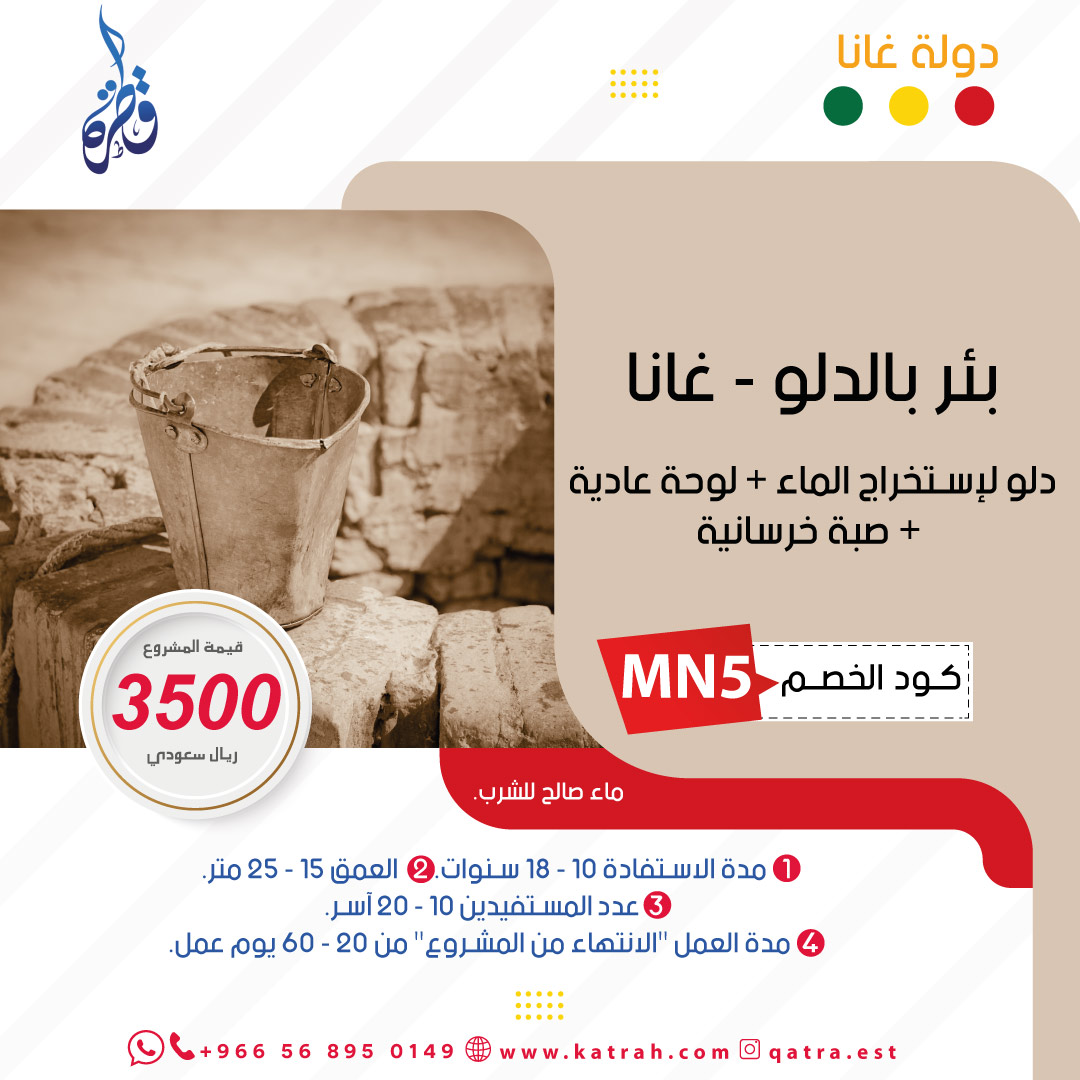 قطرة
دولة غانا
بئر بالدلو - غانا
دلو لإستخراج الماء + لوحة عادية
+ صبة خرسانية
كود الخصم MN5
قيمة المشروع
3500
ريال سعودي
ماء صالح للشرب.
1 مدة الاستفادة 10 - 18 سنوات. 2 العمق 15 - 25 متر.
3 عدد المستفيدين 10 - 20 آسر.
4 مدة العمل "الانتهاء من المشروع" من 20 - 60 يوم عمل.
+966 56 895 0149 www.katrah.com qatra.est